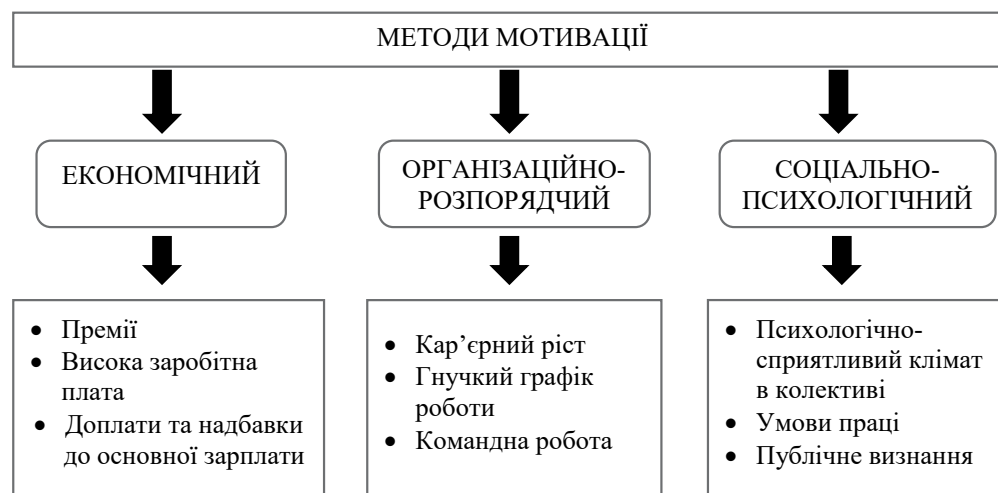 МЕТОДИ МОТИВАЦІЇ
ЕКОНОМІЧНИЙ
ОРГАНІЗАЦІЙНО-
РОЗПОРЯДЧИЙ
СОЦІАЛЬНО-
ПСИХОЛОГІЧНИЙ
• Премії
• Висока заробітна
плата
• Доплати та надбавки
до основної зарплати
• Кар’єрний ріст
• Гнучкий графік
роботи
• Командна робота
• Психологічно-
сприятливий клімат
в колективі
• Умови праці
• Публічне визнання